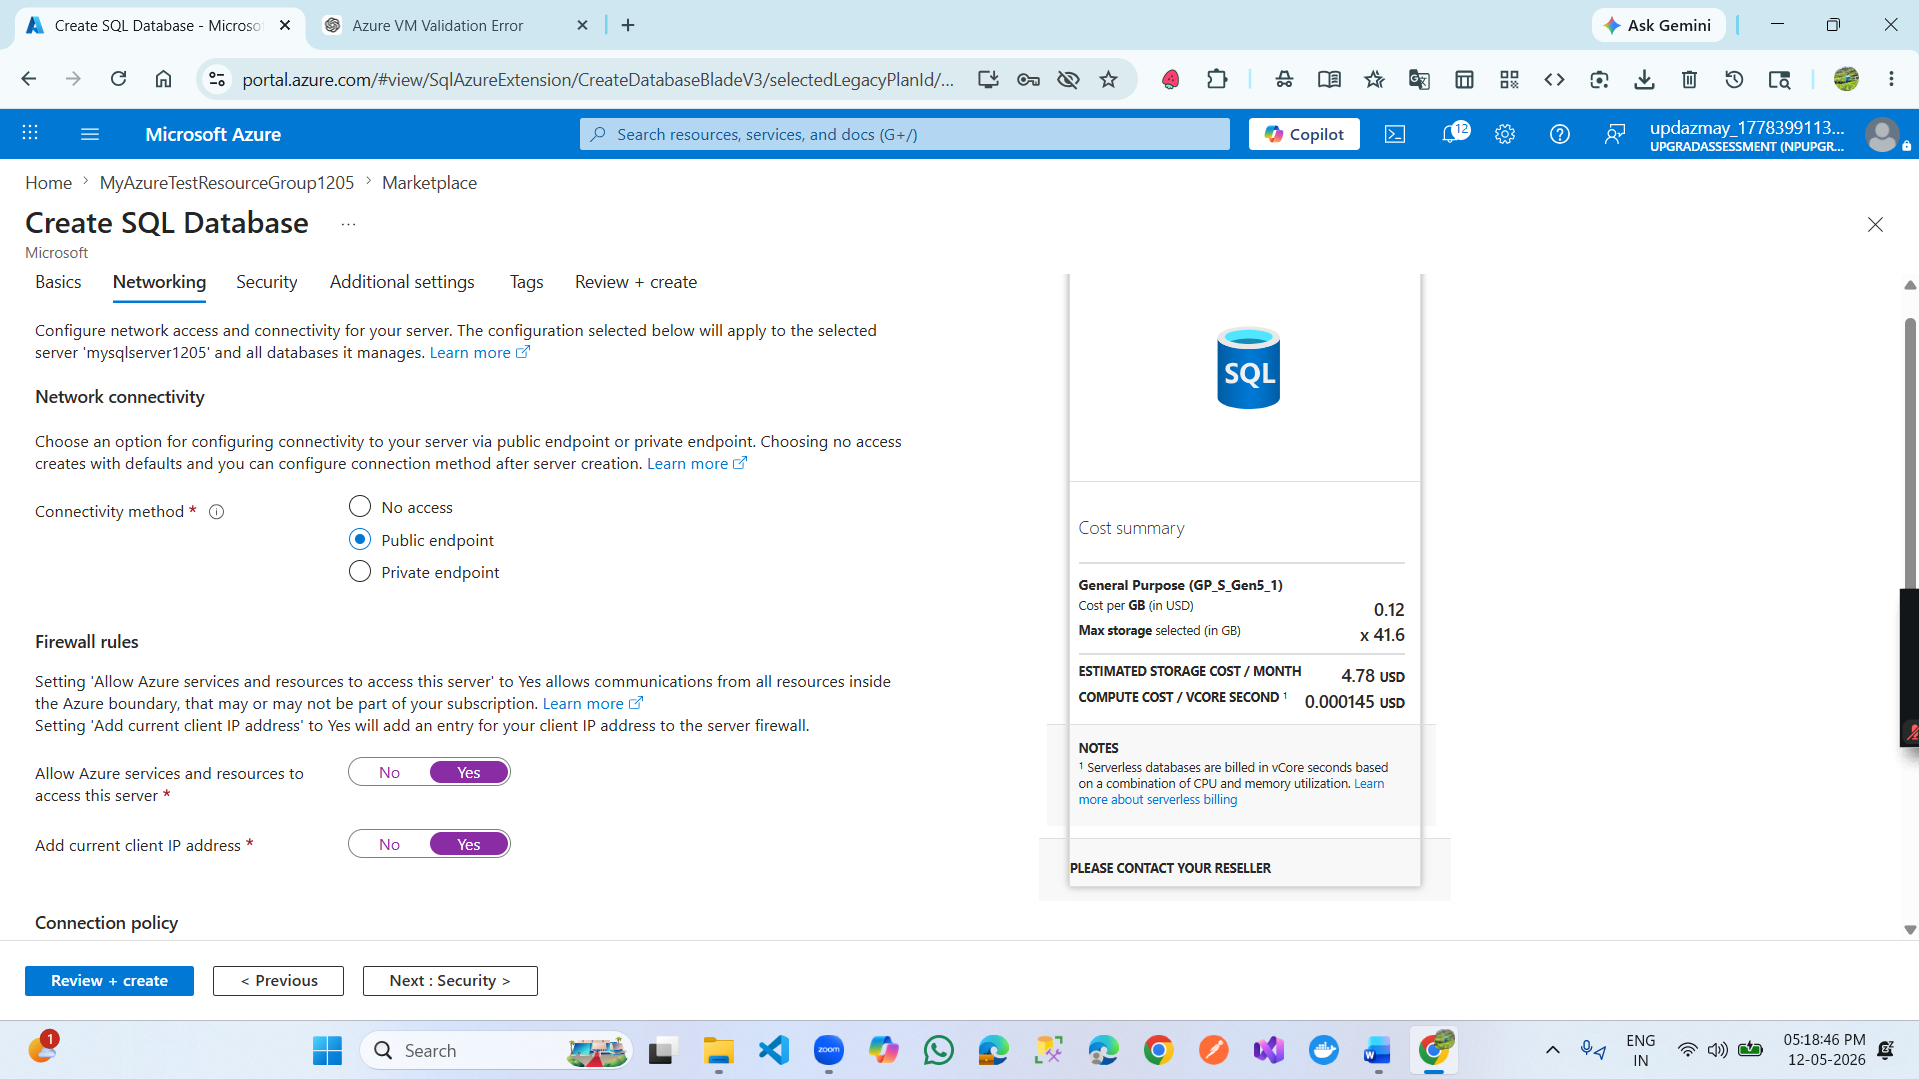 Create SQL Database - Microso
Azure VM Validation Error
Ask Gemini
portal.azure.com/#view/SqlAzureExtension/CreateDatabaseBladeV3/selectedLegacyPlanId/...
Microsoft Azure
Search resources, services, and docs (G+/)
Copilot
12
updazmay_1778399113...
UPGRADASSESSMENT (NPUPGR...
Home > MyAzureTestResourceGroup1205 > Marketplace
Create SQL Database ...
Microsoft
Basics
Networking
Security
Additional settings
Tags
Review + create
Configure network access and connectivity for your server. The configuration selected below will apply to the selected
server 'mysqlserver1205' and all databases it manages. Learn more
Network connectivity
Choose an option for configuring connectivity to your server via public endpoint or private endpoint. Choosing no access
creates with defaults and you can configure connection method after server creation. Learn more
Connectivity method *
No access
Public endpoint
Private endpoint
Firewall rules
Setting 'Allow Azure services and resources to access this server' to Yes allows communications from all resources inside
the Azure boundary, that may or may not be part of your subscription. Learn more
Setting 'Add current client IP address' to Yes will add an entry for your client IP address to the server firewall.
Allow Azure services and resources to
access this server *
No Yes
Add current client IP address *
No Yes
Connection policy
SQL
Cost summary
General Purpose (GP_S_Gen5_1)
Cost per GB (in USD) 0.12
Max storage selected (in GB) x 41.6
ESTIMATED STORAGE COST / MONTH 4.78 USD
COMPUTE COST / VCORE SECOND ¹ 0.000145 USD
NOTES
¹ Serverless databases are billed in vCore seconds based
on a combination of CPU and memory utilization. Learn
more about serverless billing
PLEASE CONTACT YOUR RESELLER
Review + create
< Previous
Next : Security >
1
Search
zoom
ENG
IN
05:18:46 PM
12-05-2026